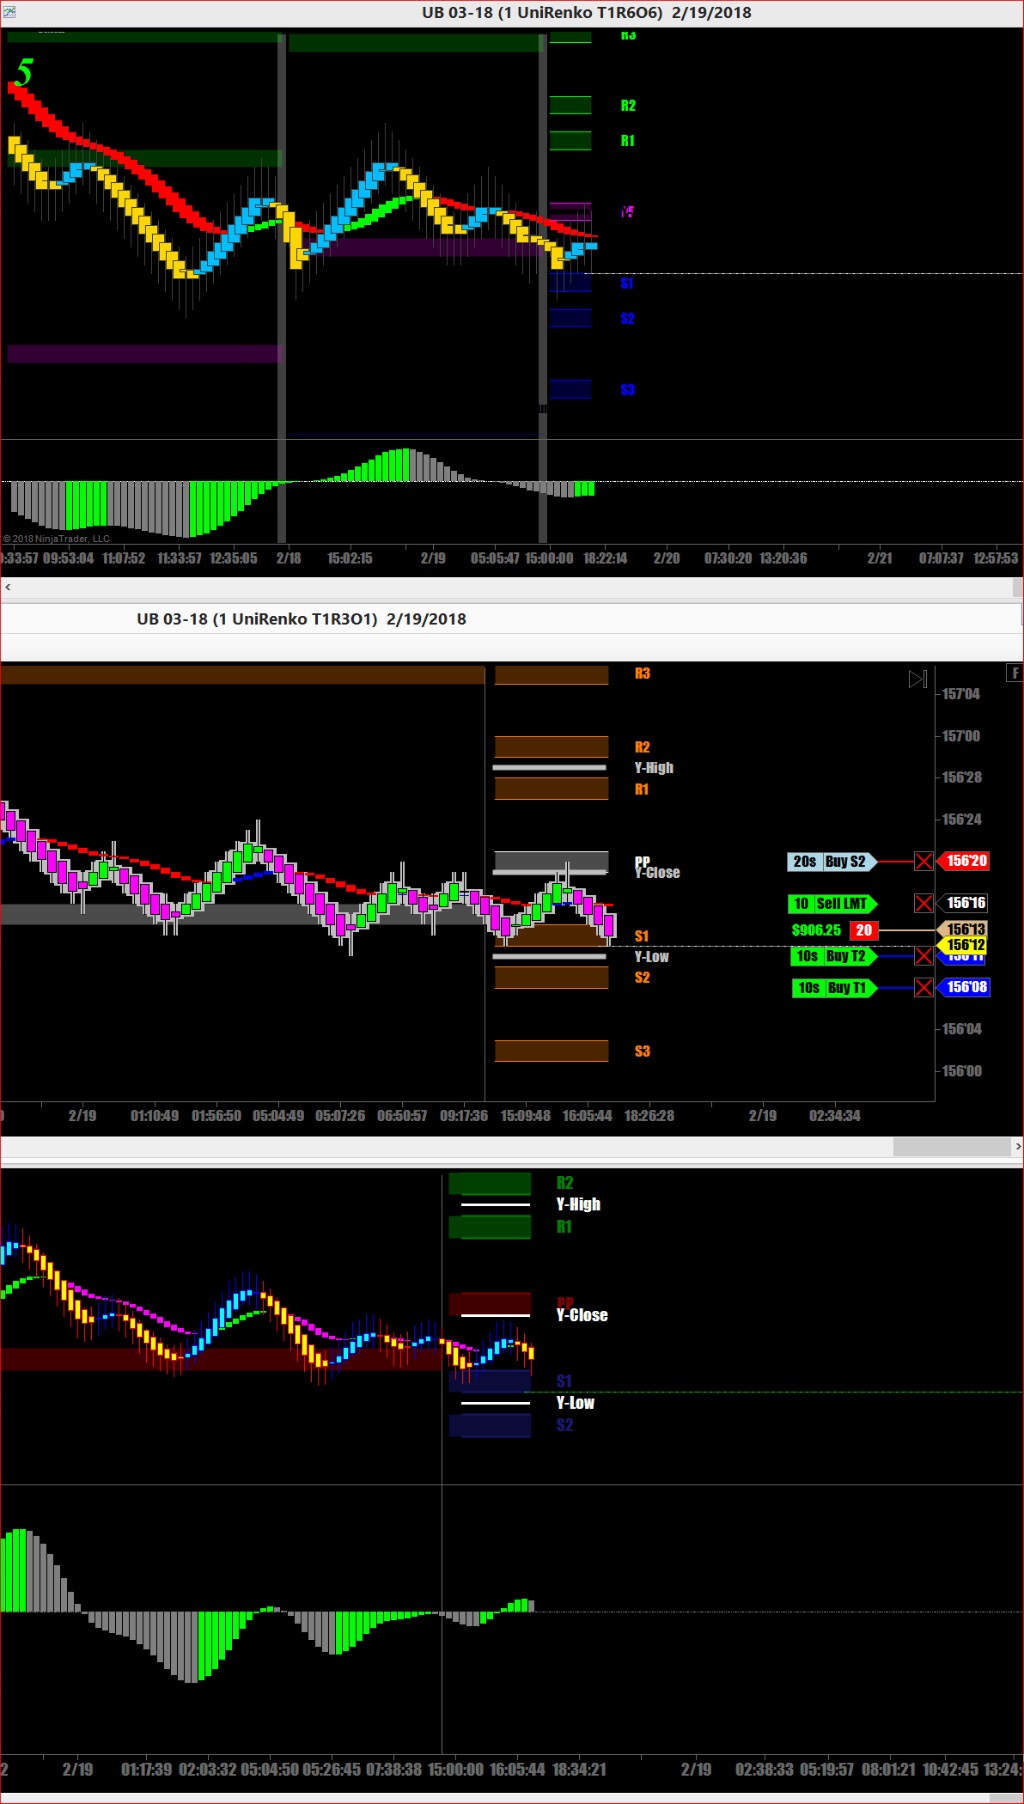 UB 03-18 (1 UniRenko T1R6O6) 2/19/2018
R3
5
R2
R1
S1
S2
S3
© 2018 NinjaTrader, LLC
:33:57 09:53:04 11:07:52 11:33:57 12:35:05 2/18 15:02:15 2/19 05:05:47 15:00:00 18:22:14 2/20 07:30:20 13:20:36 2/21 07:07:37 12:57:53
UB 03-18 (1 UniRenko T1R3O1) 2/19/2018
F
R3
157'04
R2
157'00
Y-High
156'28
R1
156'24
PP
20s Buy S2
156'20
Y-Close
10 Sell LMT
156'16
$906.25 20
156'13
S1
156'12
Y-Low
10s Buy T2
S2
10s Buy T1
156'08
156'04
S3
156'00
2/19 01:10:49 01:56:50 05:04:49 05:07:26 06:50:57 09:17:36 15:09:48 16:05:44 18:26:28 2/19 02:34:34
R2
Y-High
R1
PP
Y-Close
S1
Y-Low
S2
2 2/19 01:17:39 02:03:32 05:04:50 05:26:45 07:38:38 15:00:00 16:05:44 18:34:21 2/19 02:38:33 05:19:57 08:01:21 10:42:45 13:24: